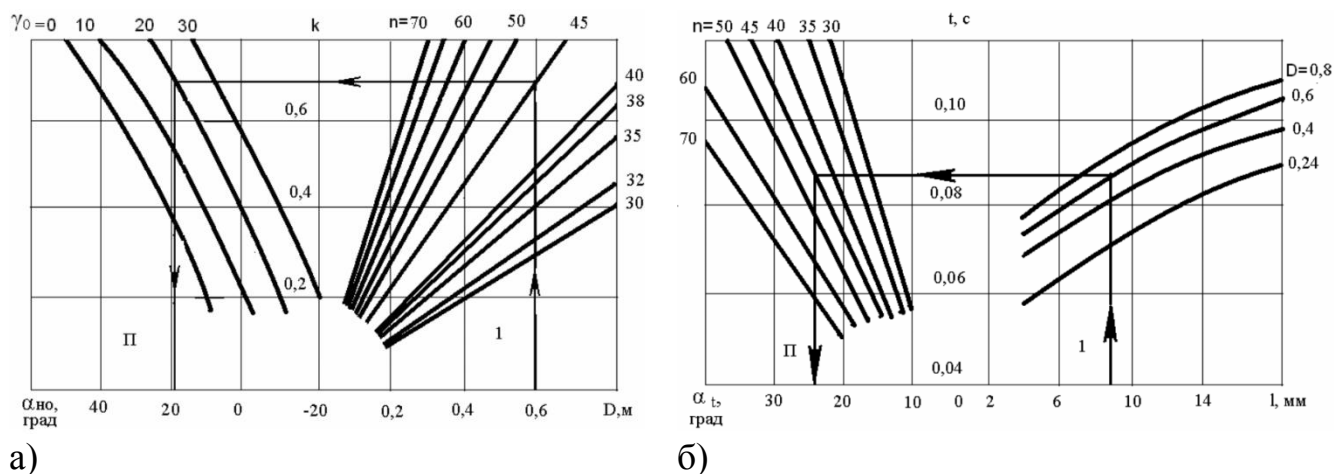 γ₀ =0 10 20 30 k n=70 60 50 45
40
38
0,6
35
0,4
32
30
0,2
П 1
αно, 40 20 0 -20 0,2 0,4 0,6 D,м
град
а)
t, c
n=50 45 40 35 30
D=0,8
60
0,6
0,10
0,4
70
0,24
0,08
0,06
П 1
0,04
α t, 30 20 10 0 2 6 10 14 l, мм
град
б)